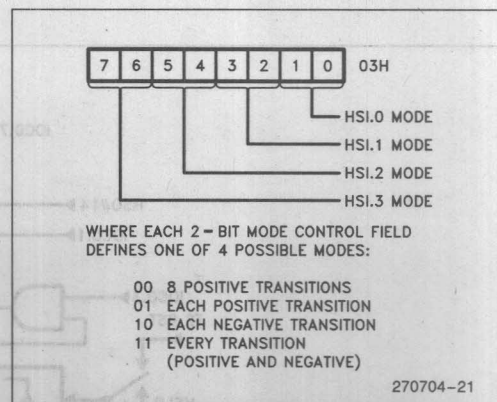 7 6 5 4 3 2 1 0 03H
HSI.0 MODE
HSI.1 MODE
HSI.2 MODE
HSI.3 MODE
WHERE EACH 2-BIT MODE CONTROL FIELD
DEFINES ONE OF 4 POSSIBLE MODES:
00 8 POSITIVE TRANSITIONS
01 EACH POSITIVE TRANSITION
10 EACH NEGATIVE TRANSITION
11 EVERY TRANSITION
(POSITIVE AND NEGATIVE)
270704-21